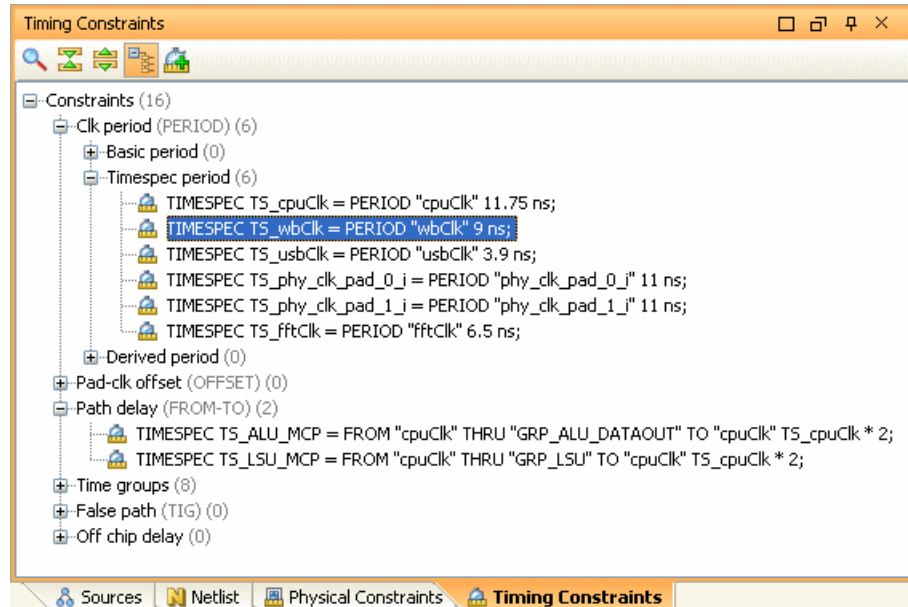 Timing Constraints
Constraints (16)
Clk period (PERIOD) (6)
Basic period (0)
Timespec period (6)
TIMESPEC TS_cpuClk = PERIOD "cpuClk" 11.75 ns;
TIMESPEC TS_wbClk = PERIOD "wbClk" 9 ns;
TIMESPEC TS_usbClk = PERIOD "usbClk" 3.9 ns;
TIMESPEC TS_phy_clk_pad_0_i = PERIOD "phy_clk_pad_0_i" 11 ns;
TIMESPEC TS_phy_clk_pad_1_i = PERIOD "phy_clk_pad_1_i" 11 ns;
TIMESPEC TS_fftClk = PERIOD "fftClk" 6.5 ns;
Derived period (0)
Pad-clk offset (OFFSET) (0)
Path delay (FROM-TO) (2)
TIMESPEC TS_ALU_MCP = FROM "cpuClk" THRU "GRP_ALU_DATAOUT" TO "cpuClk" TS_cpuClk * 2;
TIMESPEC TS_LSU_MCP = FROM "cpuClk" THRU "GRP_LSU" TO "cpuClk" TS_cpuClk * 2;
Time groups (8)
False path (TIG) (0)
Off chip delay (0)
Sources Netlist Physical Constraints Timing Constraints